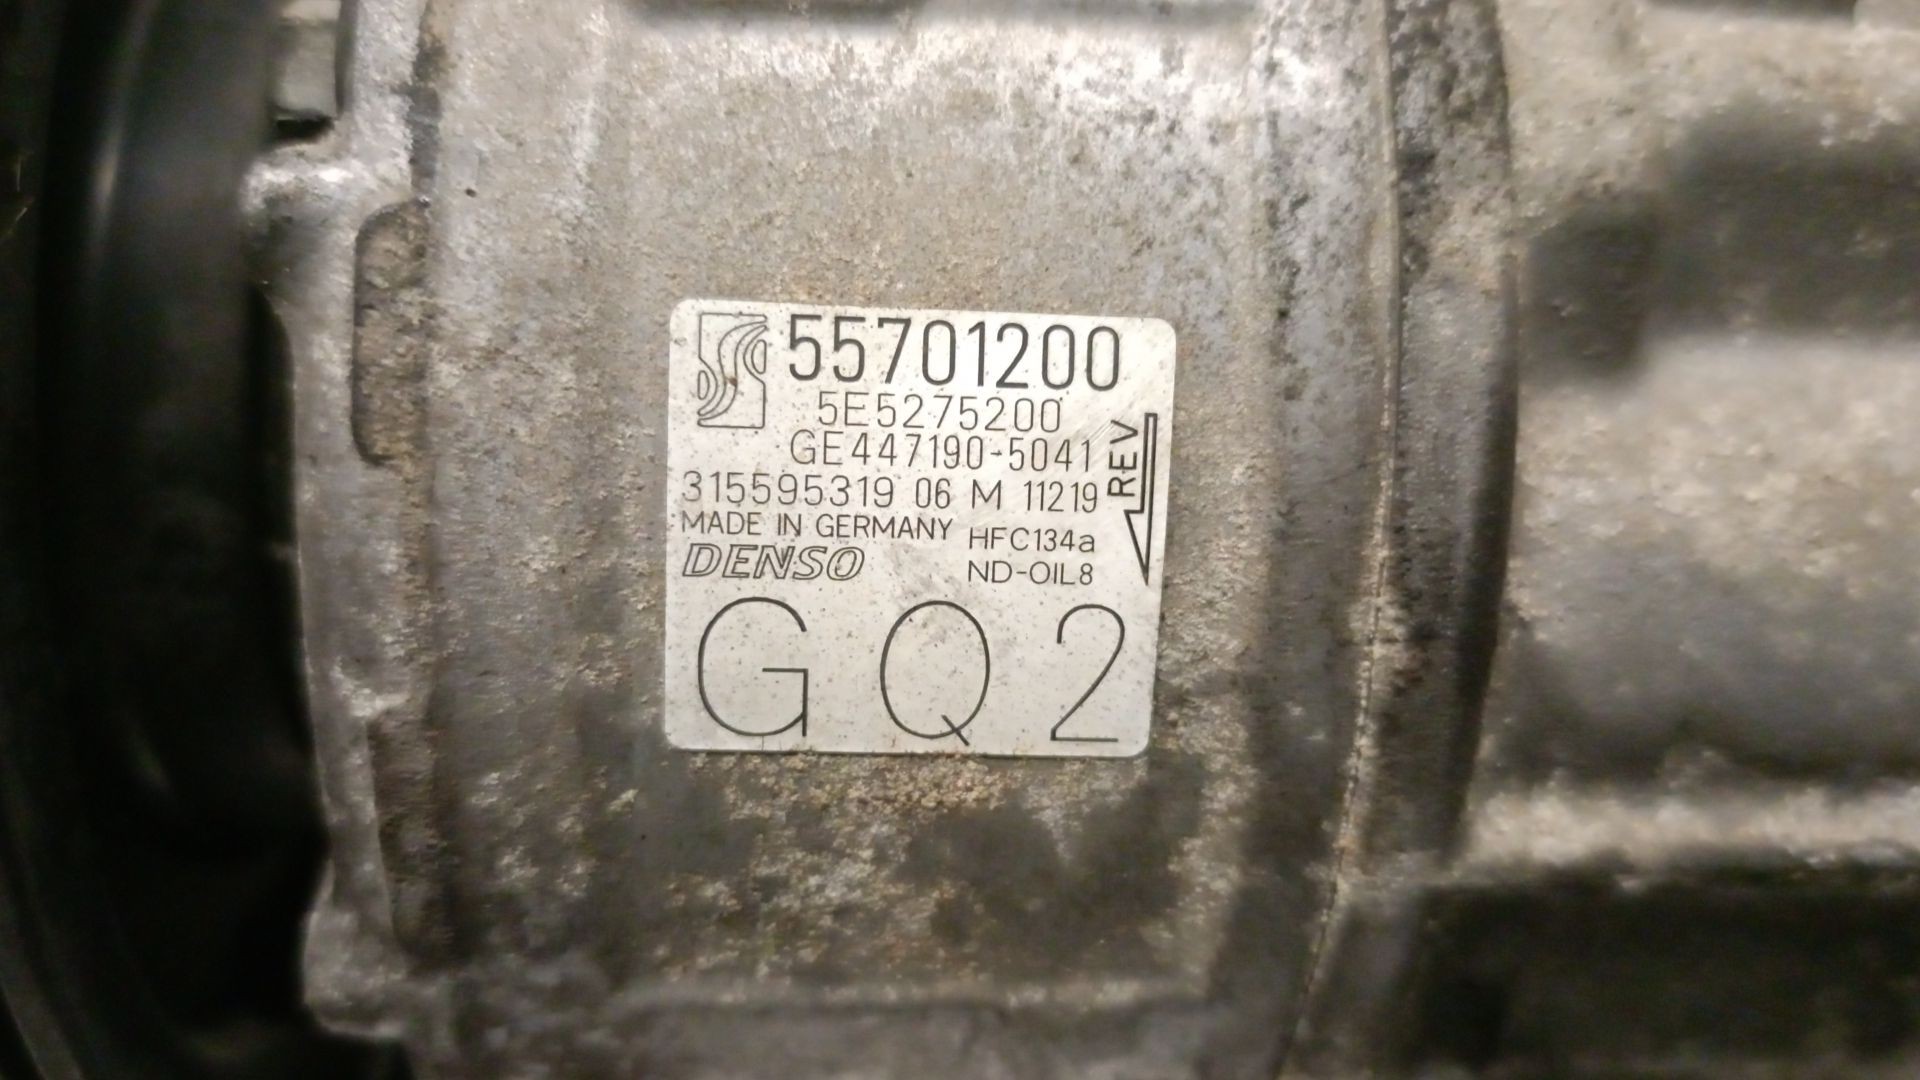 55701200
5E5275200
GE447190-5041
REV
315595319 06 M 11219
MADE IN GERMANY HFC134a
DENSO ND-OIL8
GQ2